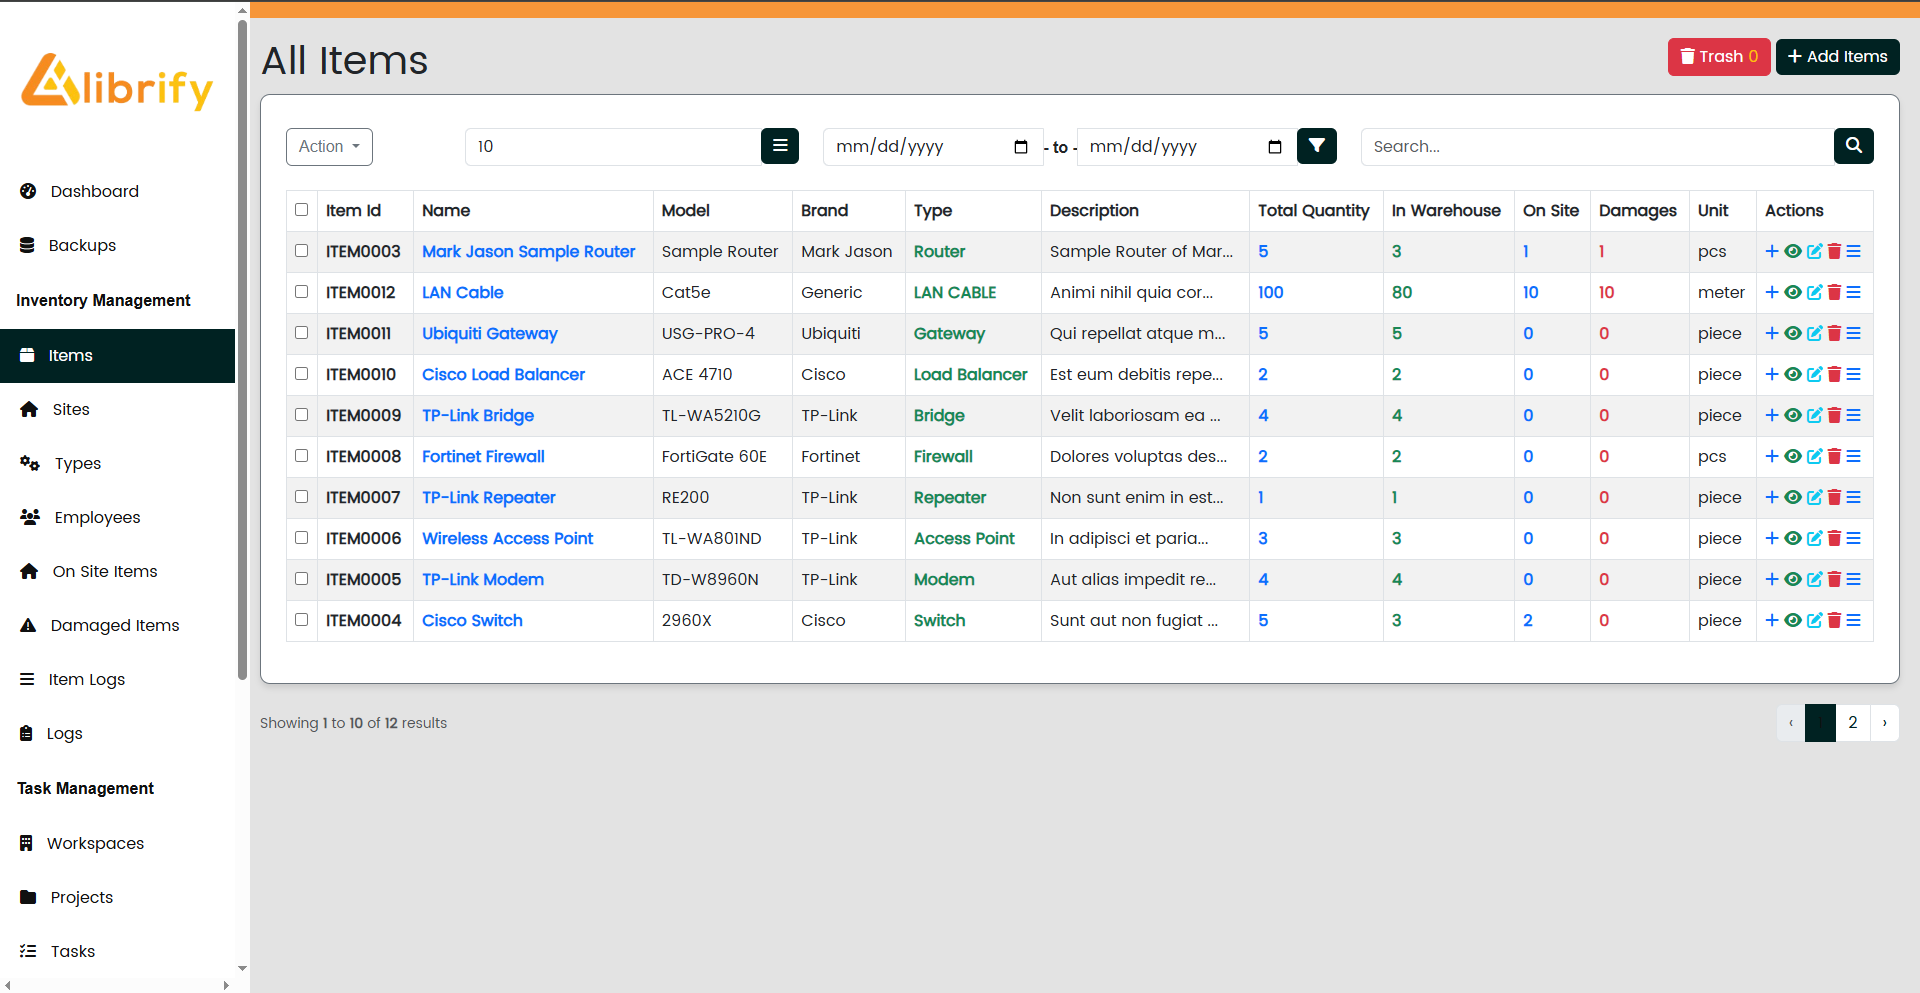 Alibrify
All Items
Trash 0
+ Add Items
Action
10
mm/dd/yyyy - to - mm/dd/yyyy
Search...
Dashboard
Backups
Inventory Management
Items
Sites
Types
Employees
On Site Items
Damaged Items
Item Logs
Logs
Task Management
Workspaces
Projects
Tasks
Item Id Name Model Brand Type Description Total Quantity In Warehouse On Site Damages Unit Actions
ITEM0003 Mark Jason Sample Router Sample Router Mark Jason Router Sample Router of Mar... 5 3 1 1 pcs
ITEM0012 LAN Cable Cat5e Generic LAN CABLE Animi nihil quia cor... 100 80 10 10 meter
ITEM0011 Ubiquiti Gateway USG-PRO-4 Ubiquiti Gateway Qui repellat atque m... 5 5 0 0 piece
ITEM0010 Cisco Load Balancer ACE 4710 Cisco Load Balancer Est eum debitis repe... 2 2 0 0 piece
ITEM0009 TP-Link Bridge TL-WA5210G TP-Link Bridge Velit laboriosam ea ... 4 4 0 0 piece
ITEM0008 Fortinet Firewall FortiGate 60E Fortinet Firewall Dolores voluptas des... 2 2 0 0 pcs
ITEM0007 TP-Link Repeater RE200 TP-Link Repeater Non sunt enim in est... 1 1 0 0 piece
ITEM0006 Wireless Access Point TL-WA801ND TP-Link Access Point In adipisci et paria... 3 3 0 0 piece
ITEM0005 TP-Link Modem TD-W8960N TP-Link Modem Aut alias impedit re... 4 4 0 0 piece
ITEM0004 Cisco Switch 2960X Cisco Switch Sunt aut non fugiat ... 5 3 2 0 piece
Showing 1 to 10 of 12 results
‹ 2 ›